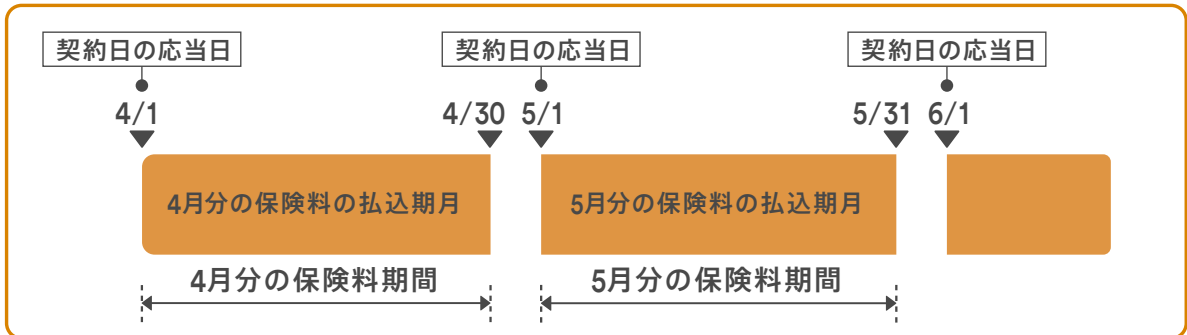 契約日の応当日 契約日の応当日 契約日の応当日
4/1 4/30 5/1 5/31 6/1
4月分の保険料の払込期月 5月分の保険料の払込期月
4月分の保険料期間 5月分の保険料期間